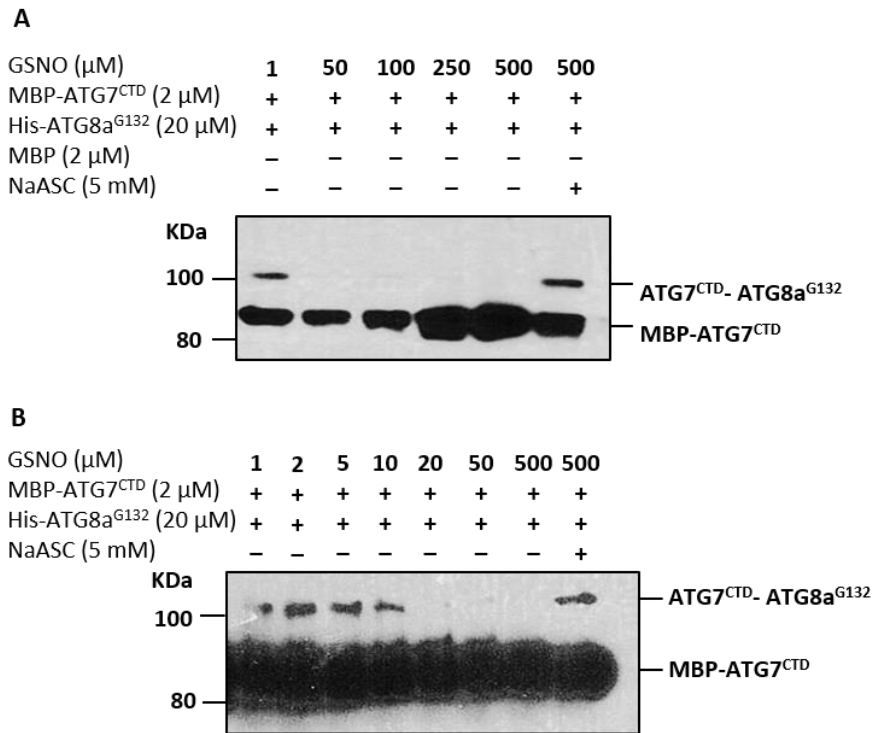 A
GSNO (µM) 1 50 100 250 500 500
MBP-ATG7CTD (2 µM) + + + + + +
His-ATG8aG132 (20 µM) + + + + + +
MBP (2 µM) – – – – – –
NaASC (5 mM) – – – – – +
KDa
100
ATG7CTD- ATG8aG132
80
MBP-ATG7CTD
B
GSNO (µM) 1 2 5 10 20 50 500 500
MBP-ATG7CTD (2 µM) + + + + + + + +
His-ATG8aG132 (20 µM) + + + + + + + +
NaASC (5 mM) – – – – – – – +
KDa
ATG7CTD- ATG8aG132
100
MBP-ATG7CTD
80